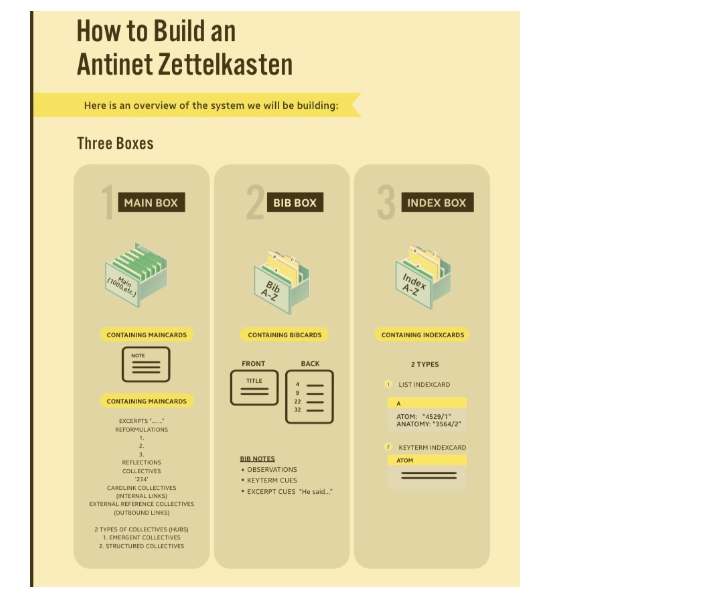 How to Build an
Antinet Zettelkasten
Here is an overview of the system we will be building:
Three Boxes
1 MAIN BOX
Main
(100%etc.)
CONTAINING MAINCARDS
NOTE
CONTAINING MAINCARDS
EXCERPTS "......"
REFORMULATIONS
1.
2.
3.
REFLECTIONS
COLLECTIVES
'234'
CARDLINK COLLECTIVES
(INTERNAL LINKS)
EXTERNAL REFERENCE COLLECTIVES
(OUTBOUND LINKS)
2 TYPES OF COLLECTIVES (HUBS)
1. EMERGENT COLLECTIVES
2. STRUCTURED COLLECTIVES
2 BIB BOX
Bib
A-Z
CONTAINING BIBCARDS
FRONT BACK
TITLE
4
9
22
32
BIB NOTES
• OBSERVATIONS
• KEYTERM CUES
• EXCERPT CUES "He said..."
3 INDEX BOX
Index
A-Z
CONTAINING INDEXCARDS
2 TYPES
1 LIST INDEXCARD
A
ATOM: "4529/1"
ANATOMY: "3564/2"
2 KEYTERM INDEXCARD
ATOM